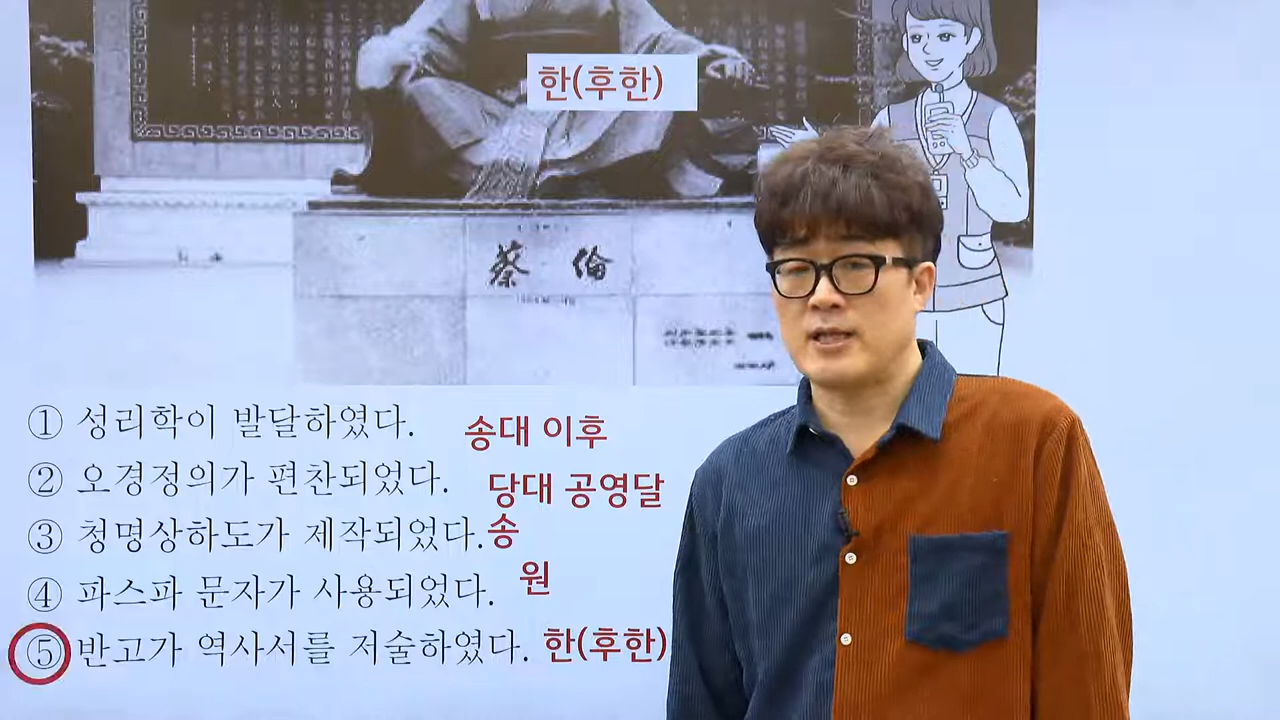 한(후한)
蔡 倫
① 성리학이 발달하였다. 송대 이후
② 오경정의가 편찬되었다. 당대 공영달
③ 청명상하도가 제작되었다. 송
④ 파스파 문자가 사용되었다. 원
⑤ 반고가 역사서를 저술하였다. 한(후한)